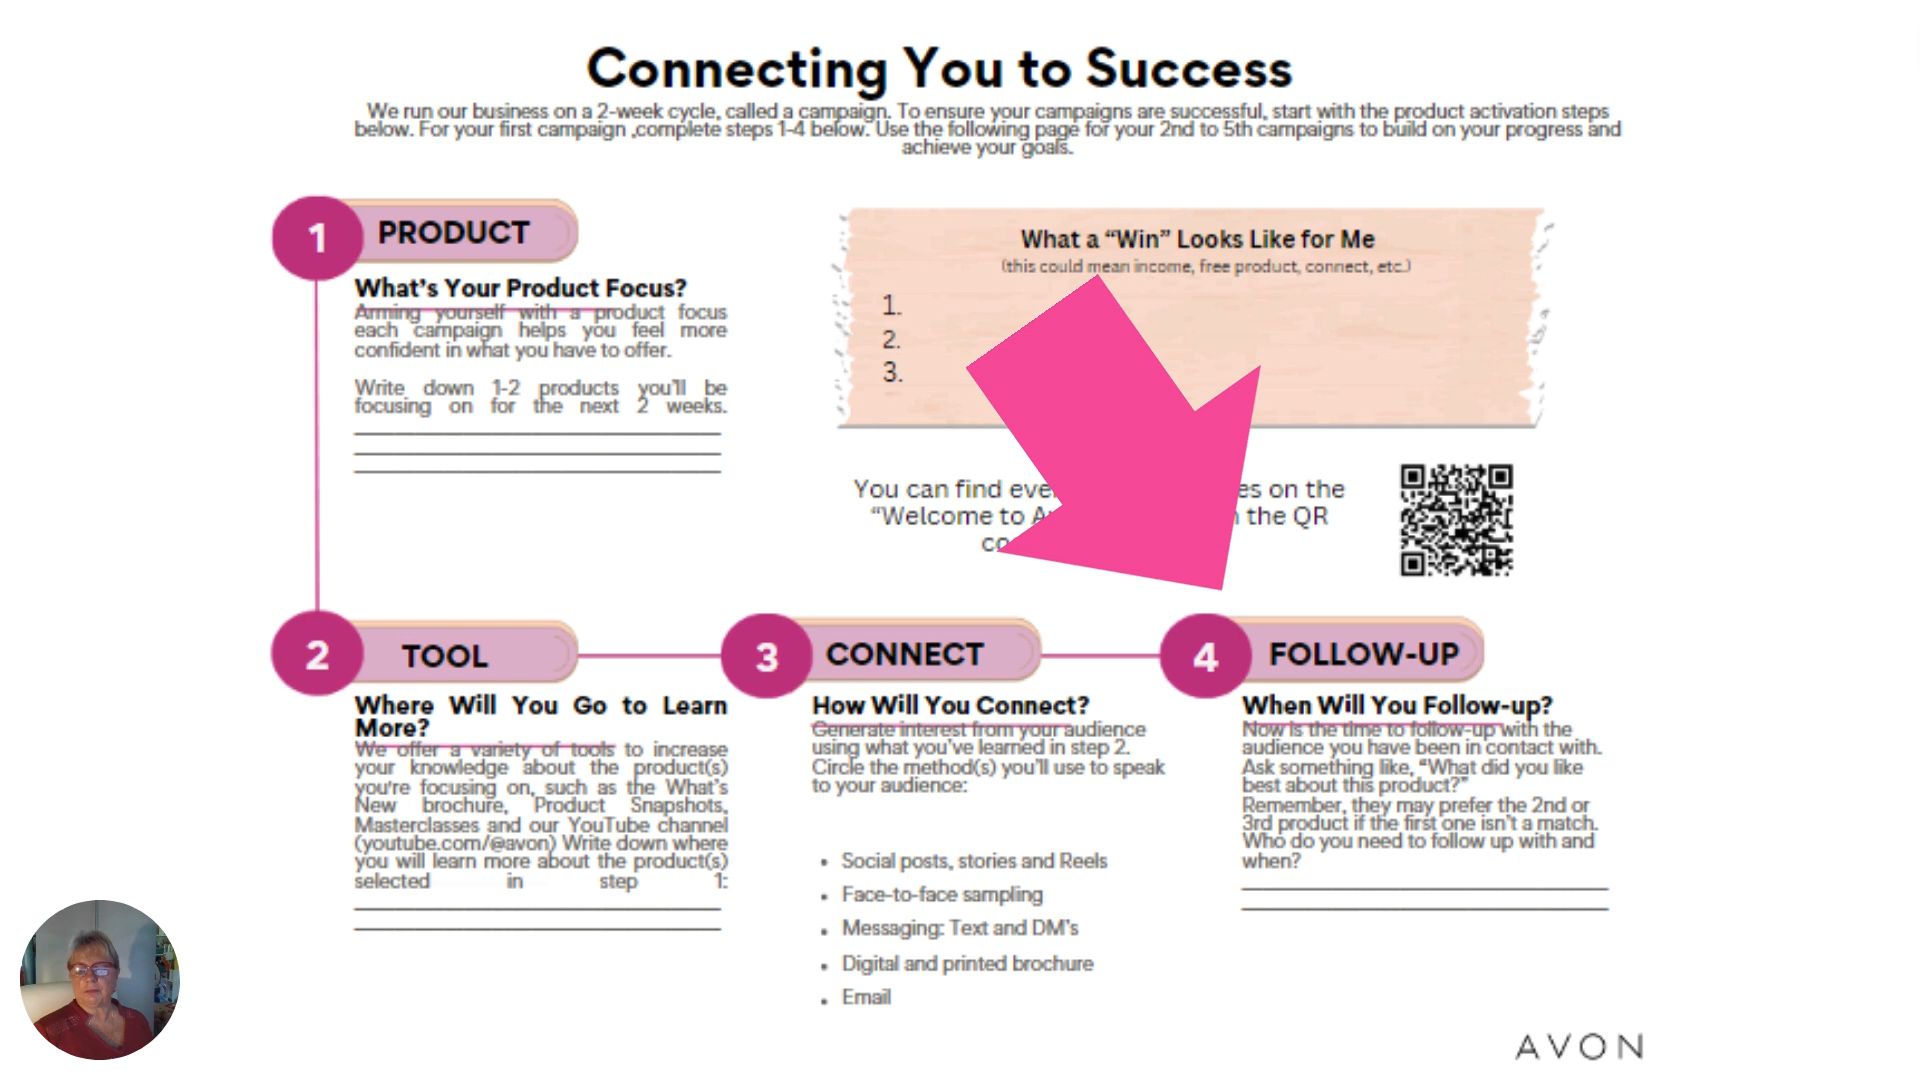 Connecting You to Success
We run our business on a 2-week cycle, called a campaign. To ensure your campaigns are successful, start with the product activation steps
below. For your first campaign ,complete steps 1-4 below. Use the following page for your 2nd to 5th campaigns to build on your progress and
achieve your goals.
1
PRODUCT
What's Your Product Focus?
Arming yourself with a product focus
each campaign helps you feel more
confident in what you have to offer.
Write down 1-2 products you'll be
focusing on for the next 2 weeks.
What a “Win” Looks Like for Me
(this could mean income, free product, connect, etc.)
1.
2.
3.
You can find es on the
“Welcome to the QR
2
TOOL
Where Will You Go to Learn
More?
We offer a variety of tools to increase
your knowledge about the product(s)
you're focusing on, such as the What's
New brochure, Product Snapshots,
Masterclasses and our YouTube channel
(youtube.com/@avon) Write down where
you will learn more about the product(s)
selected in step 1:
3
CONNECT
How Will You Connect?
Generate interest from your audience
using what you've learned in step 2.
Circle the method(s) you'll use to speak
to your audience:
• Social posts, stories and Reels
• Face-to-face sampling
• Messaging: Text and DM's
• Digital and printed brochure
• Email
4
FOLLOW-UP
When Will You Follow-up?
Now is the time to follow-up with the
audience you have been in contact with.
Ask something like, “What did you like
best about this product?”
Remember, they may prefer the 2nd or
3rd product if the first one isn't a match.
Who do you need to follow up with and
when?
AVON